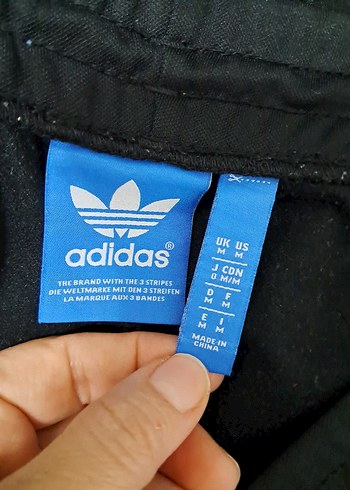 adidas®
THE BRAND WITH THE 3 STRIPES
DIE WELTMARKE MIT DEN 3 STREIFEN
LA MARQUE AUX 3 BANDES
UK US
M M
J CDN
O M/M
D F
M M
E I
M M
MADE IN
CHINA